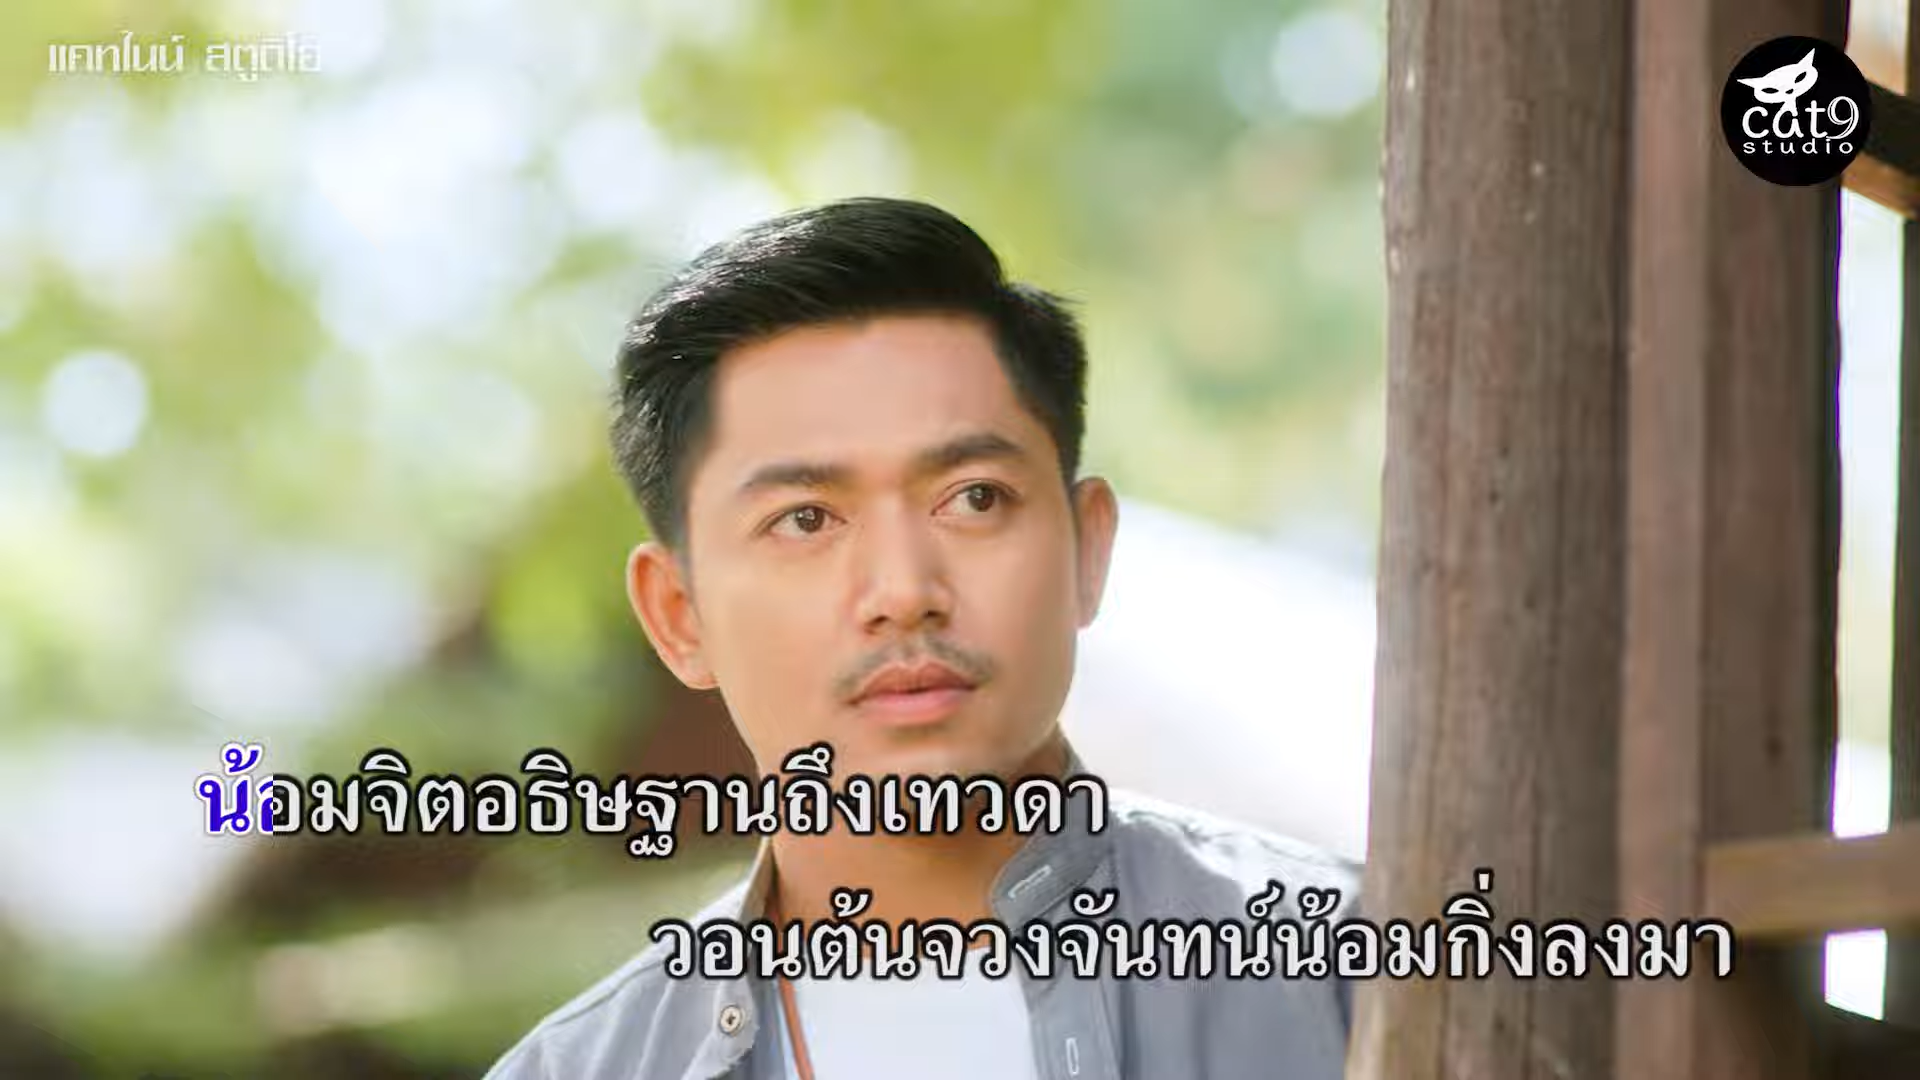 แคทไนน์ สตูดิโอ
cat9
studio
น้อมจิตอธิษฐานถึงเทวดา
วอนต้นจวงจันทน์น้อมกิ่งลงมา